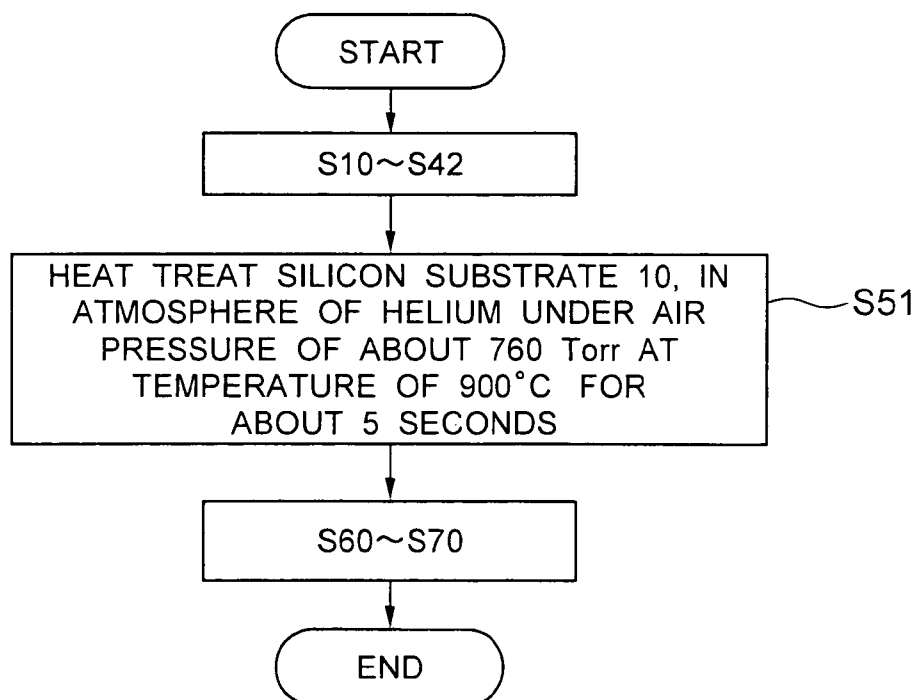 START
S10~S42
HEAT TREAT SILICON SUBSTRATE 10, IN
ATMOSPHERE OF HELIUM UNDER AIR
PRESSURE OF ABOUT 760 Torr AT
TEMPERATURE OF 900°C FOR
ABOUT 5 SECONDS
S51
S60~S70
END